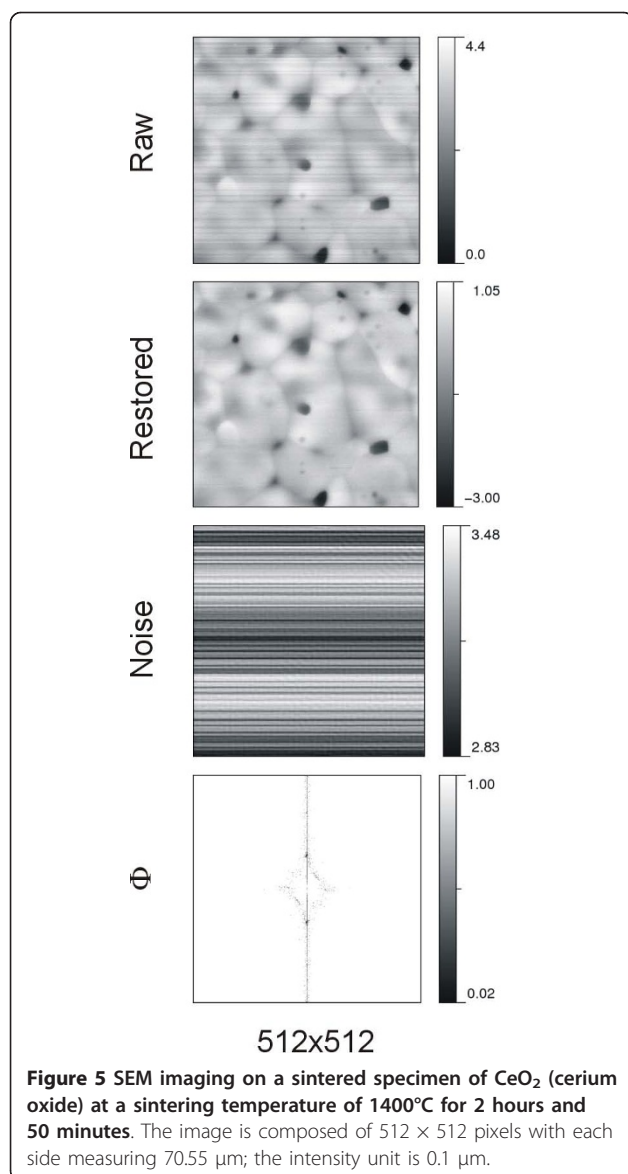 Raw
4.4
0.0
Restored
1.05
−3.00
Noise
3.48
2.83
Φ
1.00
0.02
512x512
Figure 5 SEM imaging on a sintered specimen of CeO₂ (cerium
oxide) at a sintering temperature of 1400°C for 2 hours and
50 minutes. The image is composed of 512 × 512 pixels with each
side measuring 70.55 μm; the intensity unit is 0.1 μm.